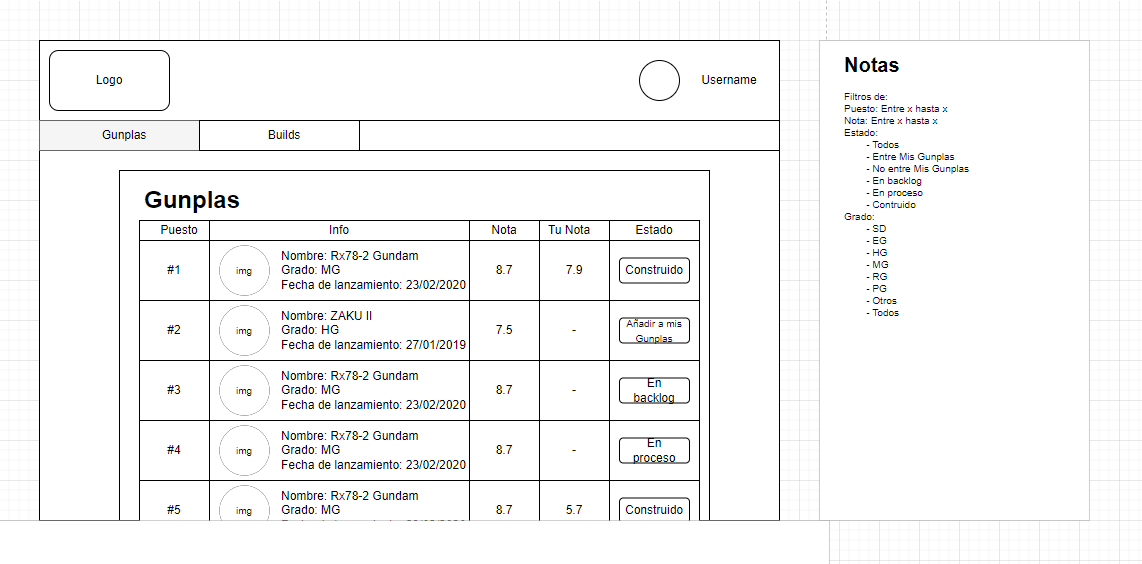 Logo
Username
Gunplas
Builds
Gunplas
Puesto Info Nota Tu Nota Estado
#1
img
Nombre: Rx78-2 Gundam
Grado: MG
Fecha de lanzamiento: 23/02/2020
8.7
7.9
Construido
#2
img
Nombre: ZAKU II
Grado: HG
Fecha de lanzamiento: 27/01/2019
7.5
-
Añadir a mis
Gunplas
#3
img
Nombre: Rx78-2 Gundam
Grado: MG
Fecha de lanzamiento: 23/02/2020
8.7
-
En
backlog
#4
img
Nombre: Rx78-2 Gundam
Grado: MG
Fecha de lanzamiento: 23/02/2020
8.7
-
En
proceso
#5
img
Nombre: Rx78-2 Gundam
Grado: MG
8.7
5.7
Construido
Notas
Filtros de:
Puesto: Entre x hasta x
Nota: Entre x hasta x
Estado:
- Todos
- Entre Mis Gunplas
- No entre Mis Gunplas
- En backlog
- En proceso
- Contruido
Grado:
- SD
- EG
- HG
- MG
- RG
- PG
- Otros
- Todos